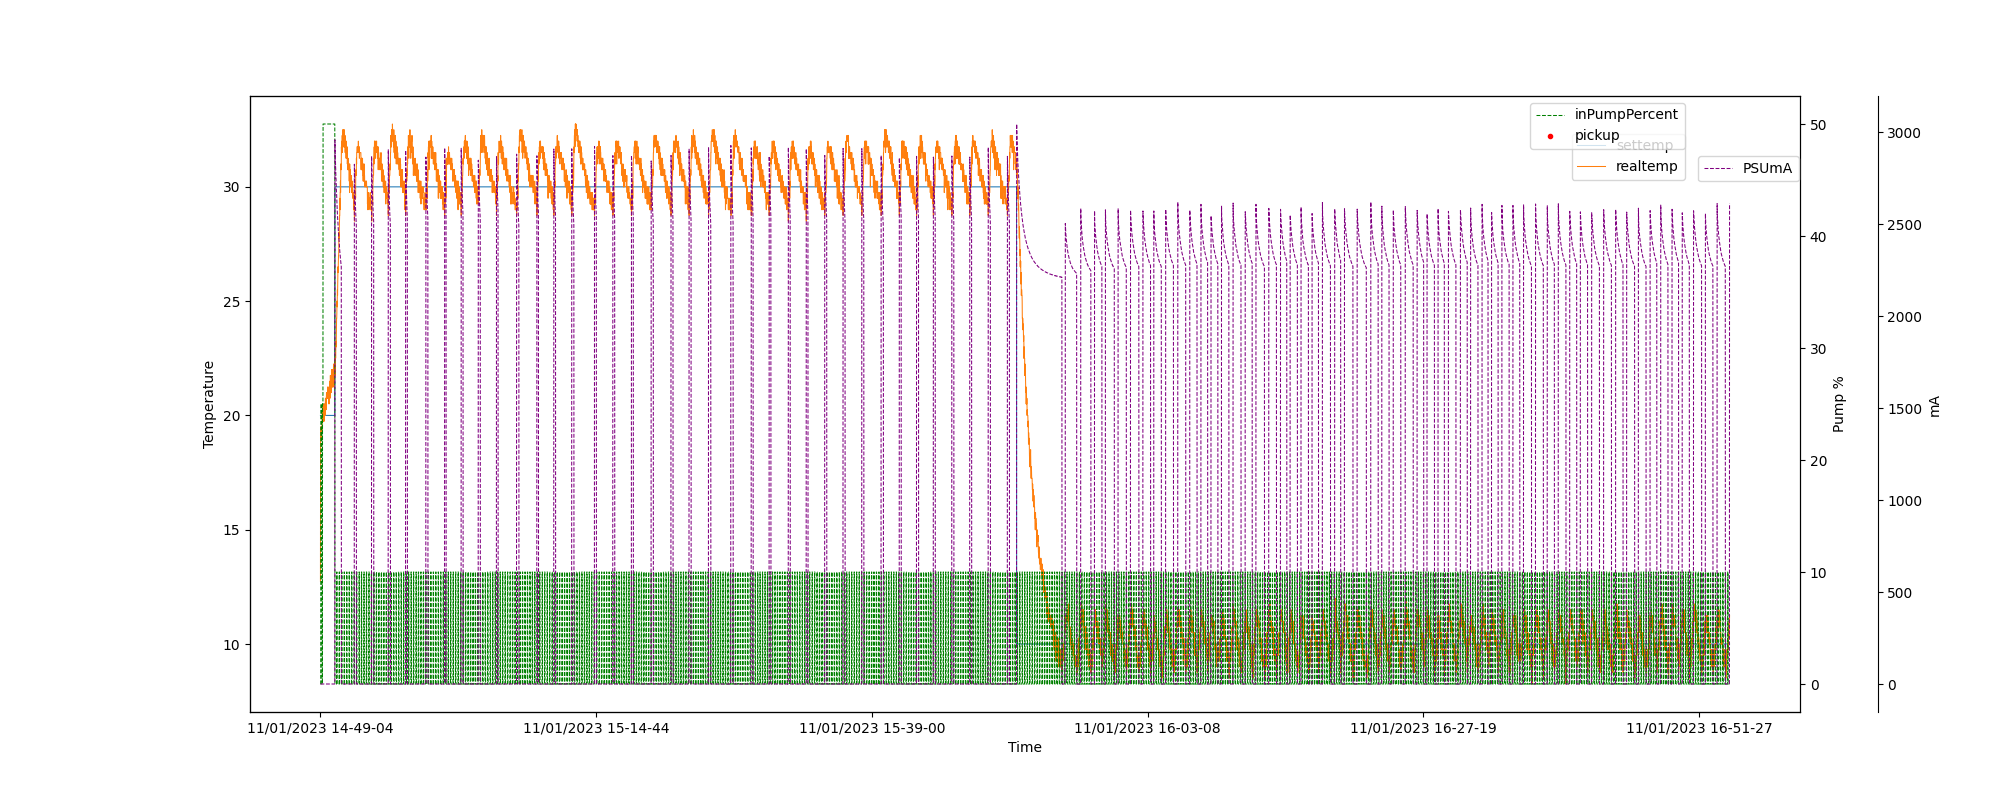 inPumpPercent
pickup
settemp
realtemp
PSUmA
30
25
20
15
10
Temperature
50
40
30
20
10
0
Pump %
3000
2500
2000
1500
1000
500
0
mA
11/01/2023 14-49-04
11/01/2023 15-14-44
11/01/2023 15-39-00
11/01/2023 16-03-08
11/01/2023 16-27-19
11/01/2023 16-51-27
Time